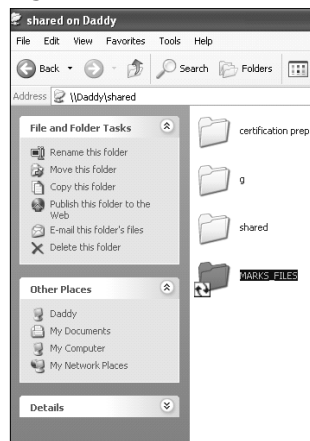 shared on Daddy
File Edit View Favorites Tools Help
Back Search Folders
Address \\Daddy\shared
File and Folder Tasks
Rename this folder
Move this folder
Copy this folder
Publish this folder to the
Web
E-mail this folder's files
Delete this folder
Other Places
Daddy
My Documents
My Computer
My Network Places
Details
certification prep
g
shared
MARKS_FILES